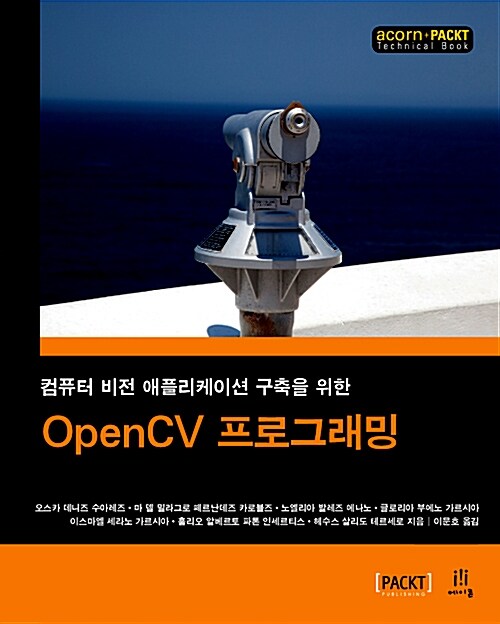 acorn+PACKT
Technical Book
컴퓨터 비전 애플리케이션 구축을 위한
OpenCV 프로그래밍
오스카 데니즈 수아레즈 • 마 델 밀라그로 페르난데즈 카로블즈 • 노엘리아 발레즈 에나노 • 글로리아 부에노 가르시아
이스마엘 세라노 가르시아 • 훌리오 알베르토 파톤 인세르티스 • 헤수스 살리도 테르세로 지음 | 이문호 옮김
[PACKT]
PUBLISHING
에이콘